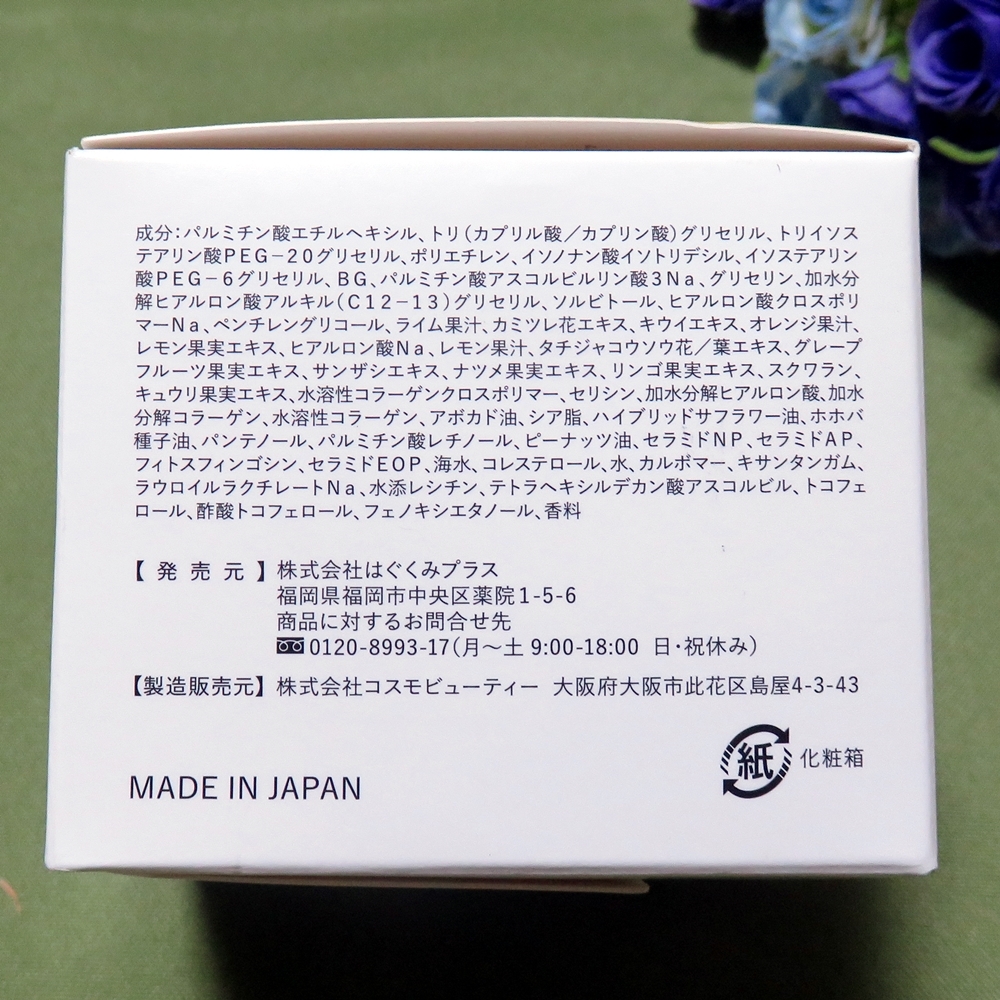 成分：パルミチン酸エチルヘキシル、トリ（カプリル酸／カプリン酸）グリセリル、トリイソス
テアリン酸PEG－20グリセリル、ポリエチレン、イソノナン酸イソトリデシル、イソステアリン
酸PEG－6グリセリル、BG、パルミチン酸アスコルビルリン酸3Na、グリセリン、加水分
解ヒアルロン酸アルキル（C12－13）グリセリル、ソルビトール、ヒアルロン酸クロスポリ
マーNa、ペンチレングリコール、ライム果汁、カミツレ花エキス、キウイエキス、オレンジ果汁、
レモン果実エキス、ヒアルロン酸Na、レモン果汁、タチジャコウソウ花／葉エキス、グレープ
フルーツ果実エキス、サンザシエキス、ナツメ果実エキス、リンゴ果実エキス、スクワラン、
キュウリ果実エキス、水溶性コラーゲンクロスポリマー、セリシン、加水分解ヒアルロン酸、加水
分解コラーゲン、水溶性コラーゲン、アボカド油、シア脂、ハイブリッドサフラワー油、ホホバ
種子油、パンテノール、パルミチン酸レチノール、ピーナッツ油、セラミドNP、セラミドAP、
フィトスフィンゴシン、セラミドEOP、海水、コレステロール、水、カルボマー、キサンタンガム、
ラウロイルラクチレートNa、水添レシチン、テトラヘキシルデカン酸アスコルビル、トコフェ
ロール、酢酸トコフェロール、フェノキシエタノール、香料
【発売元】株式会社はぐくみプラス
福岡県福岡市中央区薬院1-5-6
商品に対するお問合せ先
0120-8993-17（月～土 9:00-18:00 日・祝休み）
【製造販売元】株式会社コスモビューティー 大阪府大阪市此花区島屋4-3-43
紙 化粧箱
MADE IN JAPAN